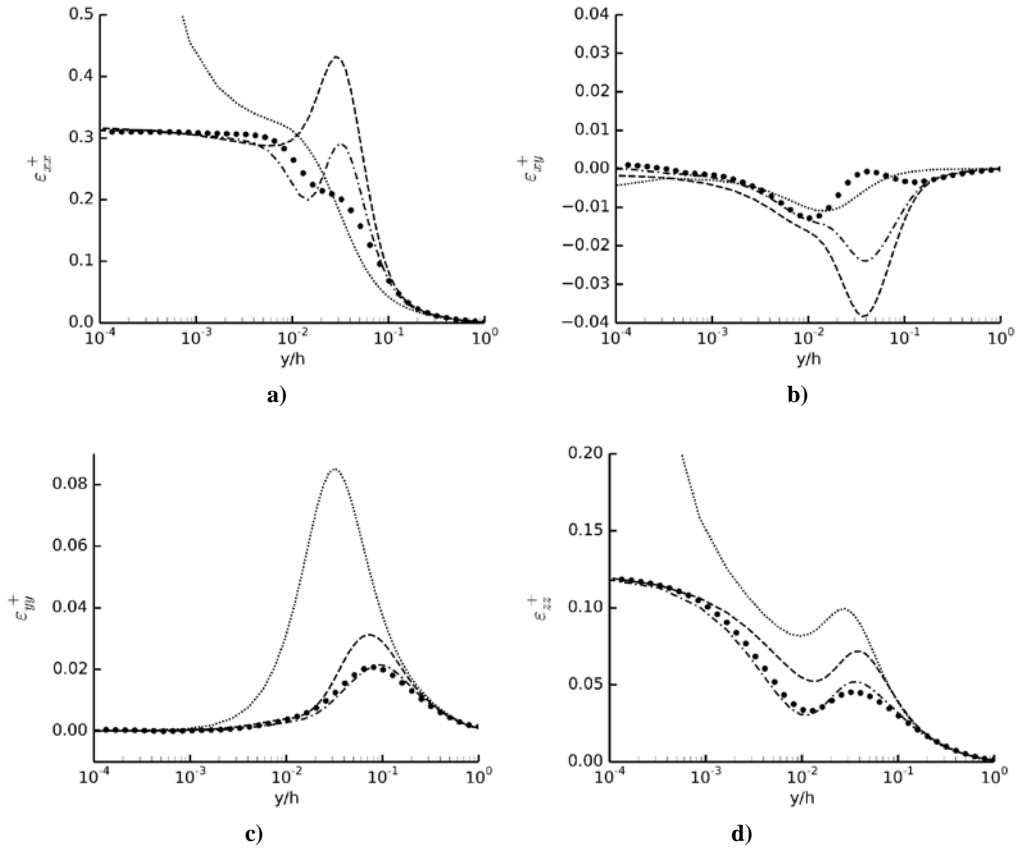 0.5
0.4
0.3
0.2
0.1
0.0
ε⁺xx
10⁻⁴ 10⁻³ 10⁻² 10⁻¹ 10⁰
y/h
a)
0.04
0.03
0.02
0.01
0.00
−0.01
−0.02
−0.03
−0.04
ε⁺xy
10⁻⁴ 10⁻³ 10⁻² 10⁻¹ 10⁰
y/h
b)
0.08
0.06
0.04
0.02
0.00
ε⁺yy
10⁻⁴ 10⁻³ 10⁻² 10⁻¹ 10⁰
y/h
c)
0.20
0.15
0.10
0.05
0.00
ε⁺zz
10⁻⁴ 10⁻³ 10⁻² 10⁻¹ 10⁰
y/h
d)